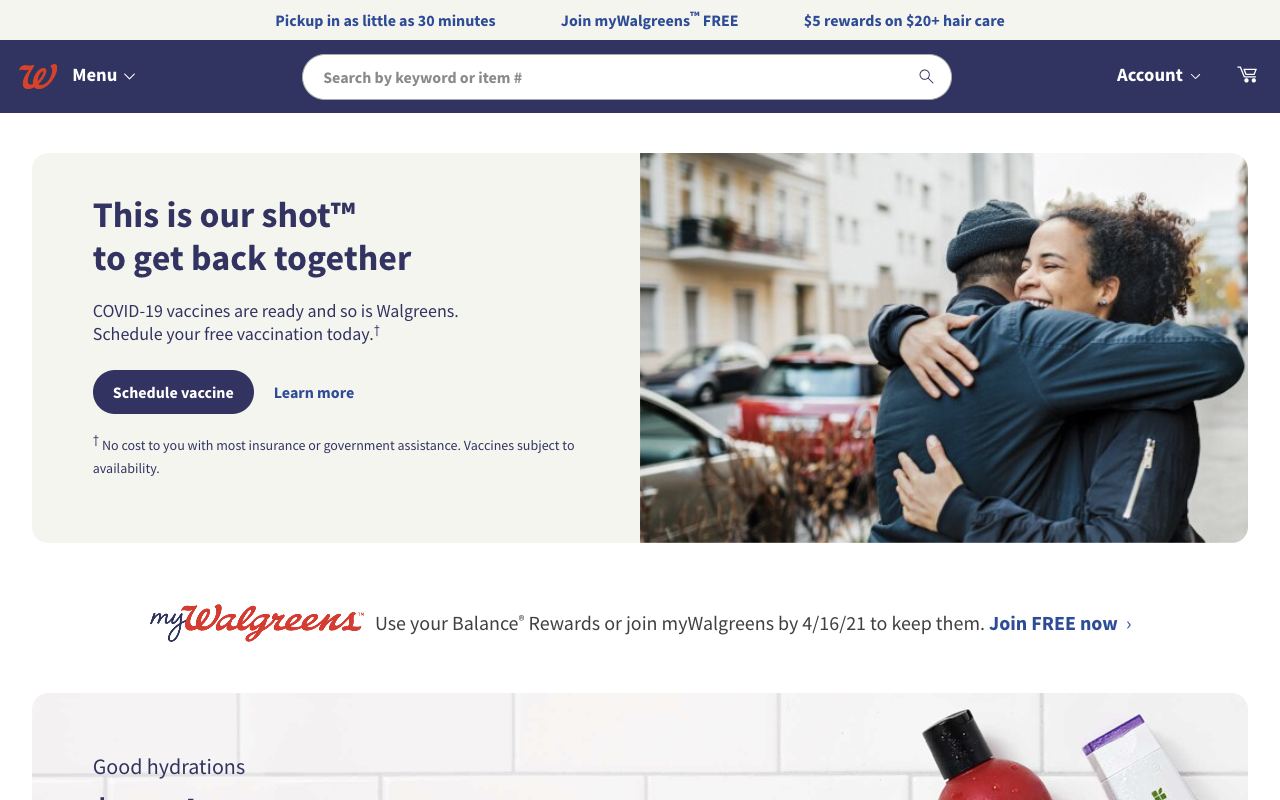 Pickup in as little as 30 minutes
Join myWalgreens™ FREE
$5 rewards on $20+ hair care
W
Menu
Search by keyword or item #
Account
This is our shot™
to get back together
COVID-19 vaccines are ready and so is Walgreens.
Schedule your free vaccination today.†
Schedule vaccine
Learn more
† No cost to you with most insurance or government assistance. Vaccines subject to
availability.
myWalgreens™ Use your Balance® Rewards or join myWalgreens by 4/16/21 to keep them. Join FREE now ›
Good hydrations